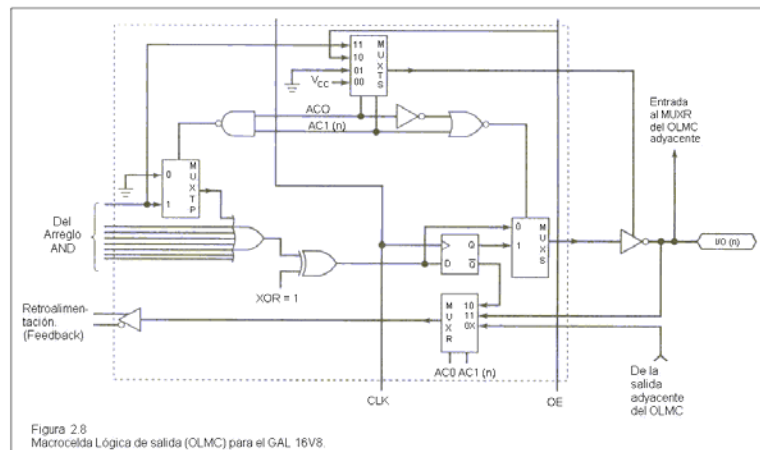 11
10
01
00
M
U
X
T
S
V CC
AC0
AC1 (n)
Entrada
al MUXR
del OLMC
adyacente
0
1
M
U
X
T
P
Del
Arreglo
AND
XOR = 1
Q
D
Q
0
1
M
U
X
S
I/O (n)
Retroalimen-
tación.
(Feedback)
M
U
X
R
10
11
0X
AC0 AC1 (n)
De la
salida
adyacente
del OLMC
CLK
OE
Figura 2.8
Macrocelda Lógica de salida (OLMC) para el GAL 16V8.